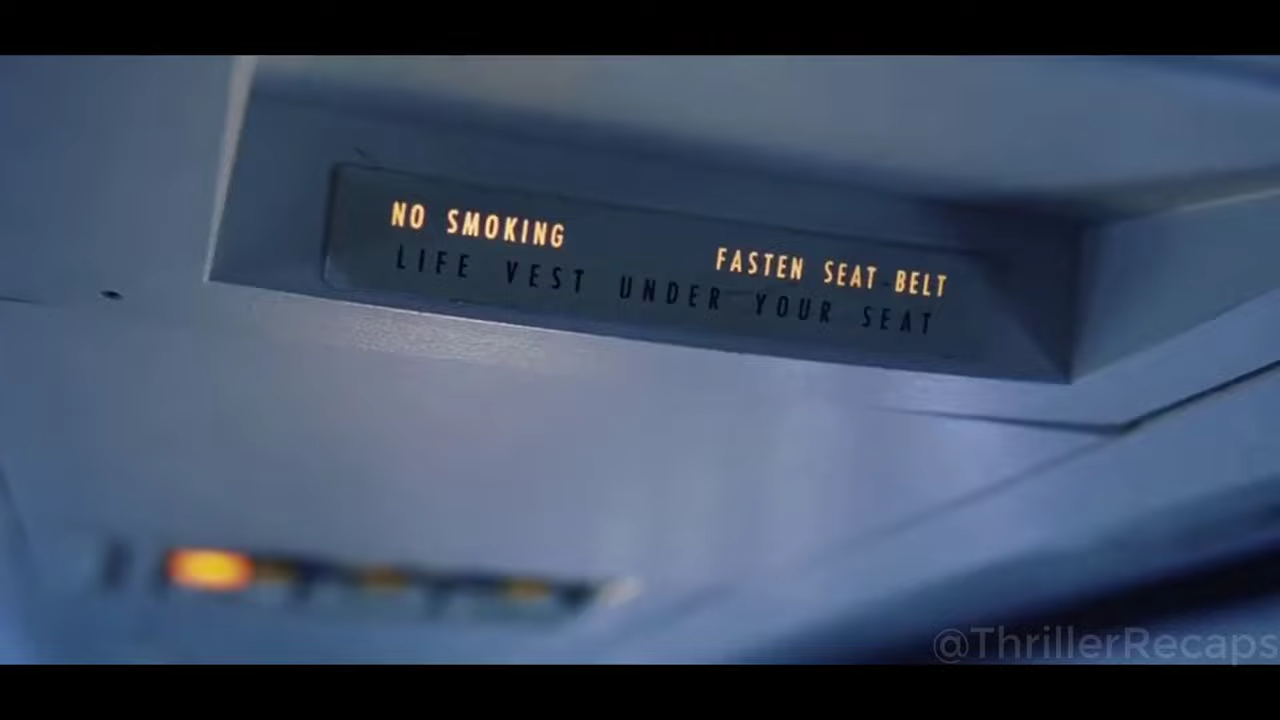 NO SMOKING FASTEN SEAT BELT
LIFE VEST UNDER YOUR SEAT
@ThrillerRecaps